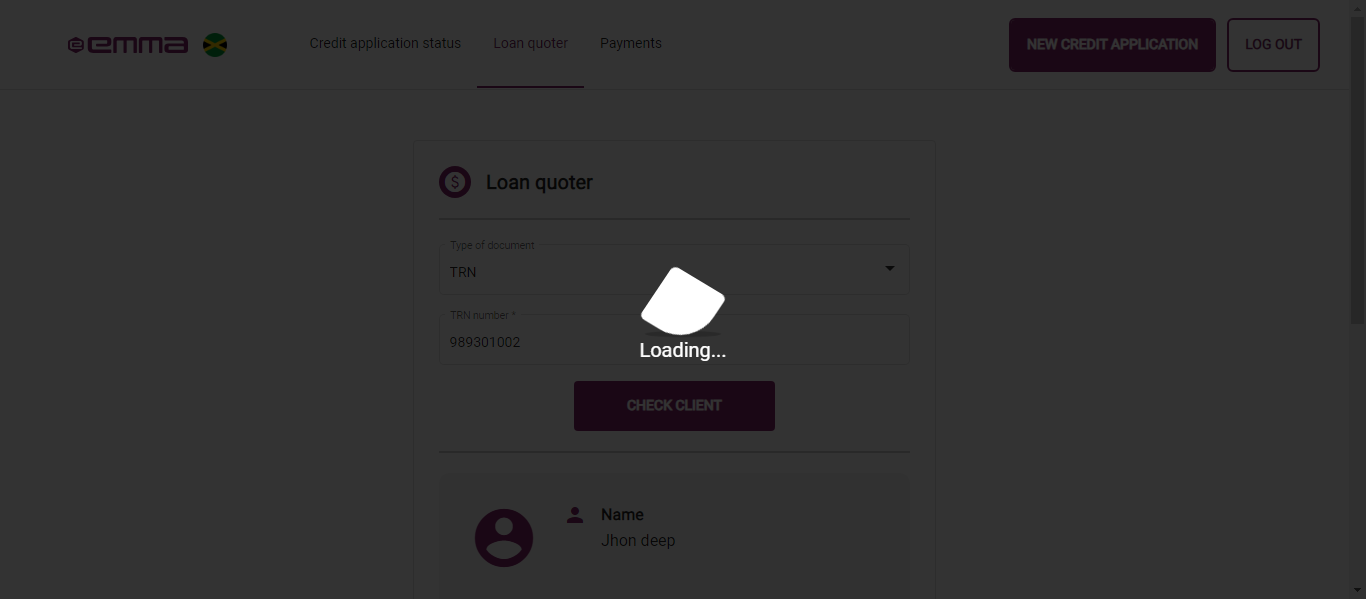 emma
Credit application status
Loan quoter
Payments
NEW CREDIT APPLICATION
LOG OUT
Loan quoter
Type of document
TRN
TRN number *
989301002
Loading...
CHECK CLIENT
Name
Jhon deep